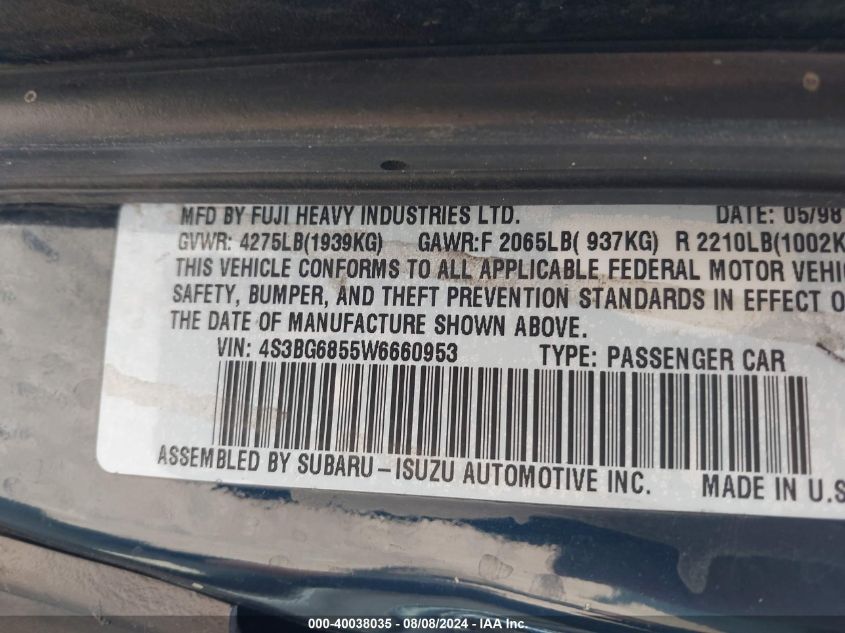 MFD BY FUJI HEAVY INDUSTRIES LTD. DATE: 05/98
GVWR: 4275LB(1939KG) GAWR:F 2065LB( 937KG) R 2210LB(1002K
THIS VEHICLE CONFORMS TO ALL APPLICABLE FEDERAL MOTOR VEHIC
SAFETY, BUMPER, AND THEFT PREVENTION STANDARDS IN EFFECT O
THE DATE OF MANUFACTURE SHOWN ABOVE.
VIN: 4S3BG6855W6660953 TYPE: PASSENGER CAR
ASSEMBLED BY SUBARU-ISUZU AUTOMOTIVE INC. MADE IN U.S
000-40038035 - 08/08/2024 - IAA Inc.